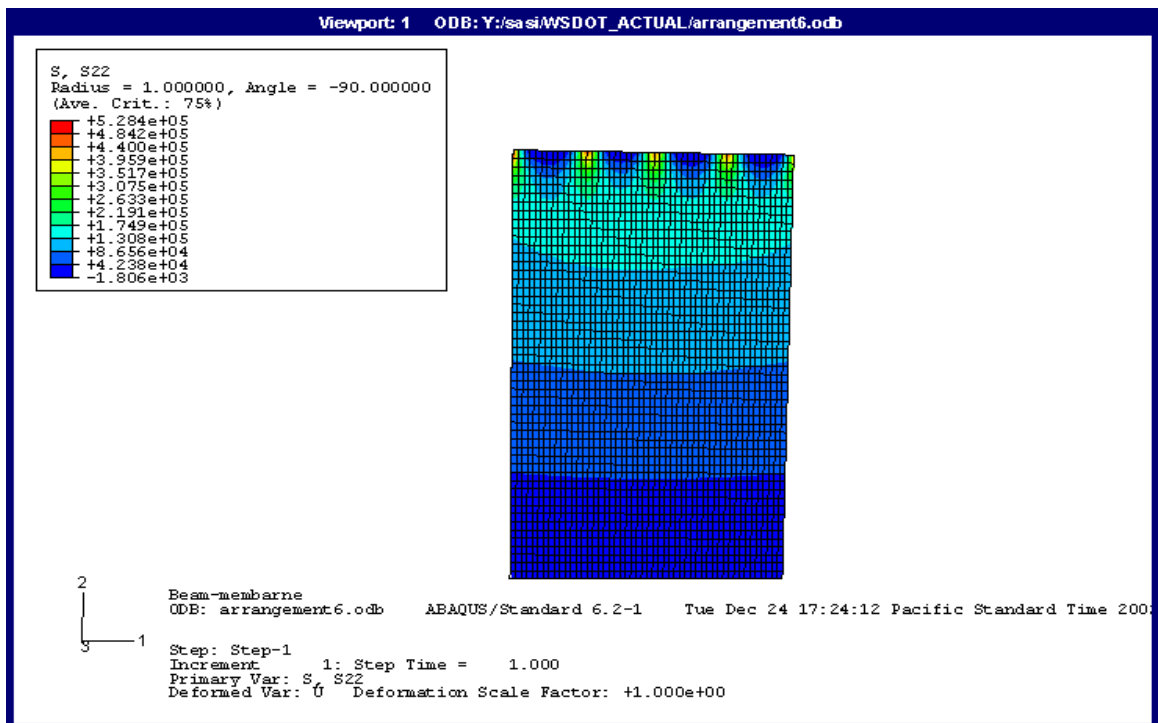 Viewport: 1 ODB: Y:/sasi/WSDOT_ACTUAL/arrangement6.odb
S, S22
Radius = 1.000000, Angle = -90.000000
(Ave. Crit.: 75%)
+5.284e+05
+4.842e+05
+4.400e+05
+3.959e+05
+3.517e+05
+3.075e+05
+2.633e+05
+2.191e+05
+1.749e+05
+1.308e+05
+8.656e+04
+4.238e+04
-1.806e+03
2
3
1
Beam-membarne
ODB: arrangement6.odb ABAQUS/Standard 6.2-1 Tue Dec 24 17:24:12 Pacific Standard Time
Step: Step-1
Increment 1: Step Time = 1.000
Primary Var: S, S22
Deformed Var: U Deformation Scale Factor: +1.000e+00